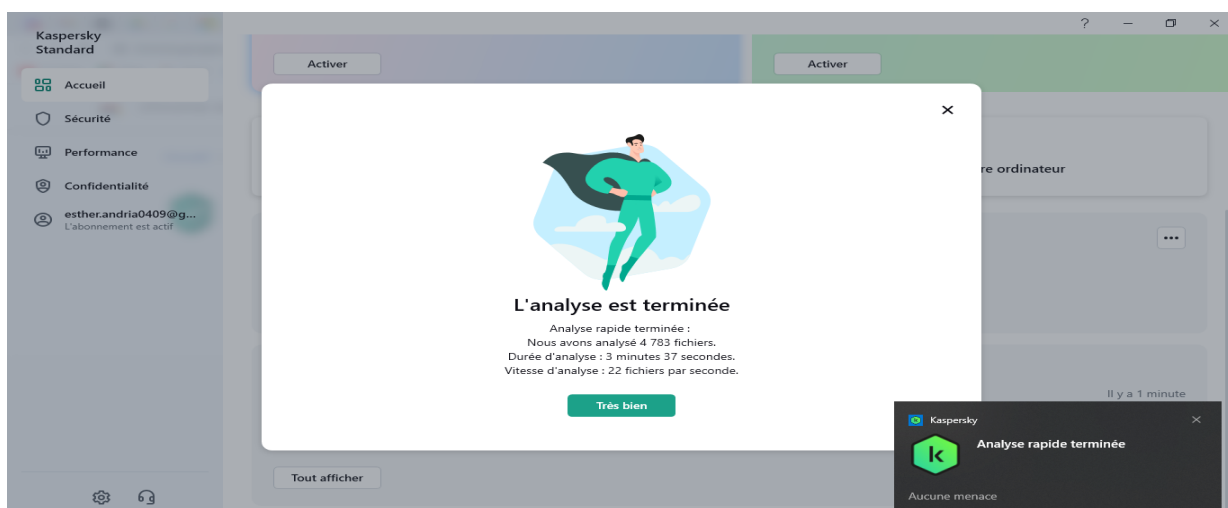 Kaspersky
Standard
Accueil
Sécurité
Performance
Confidentialité
esther.andria0409@g...
L'abonnement est actif
Activer
Activer
re ordinateur
L'analyse est terminée
Analyse rapide terminée :
Nous avons analysé 4 783 fichiers.
Durée d'analyse : 3 minutes 37 secondes.
Vitesse d'analyse : 22 fichiers par seconde.
Très bien
Il y a 1 minute
Tout afficher
Kaspersky
Analyse rapide terminée
Aucune menace